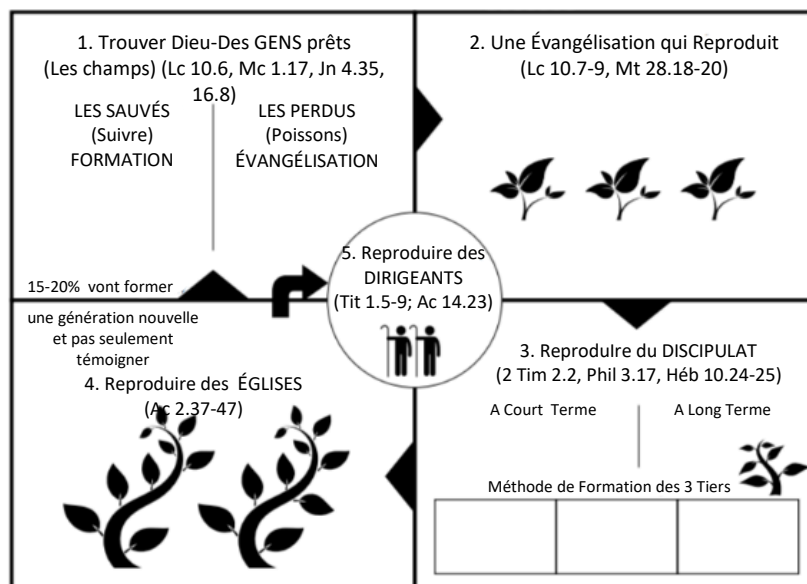 1. Trouver Dieu-Des GENS prêts
(Les champs) (Lc 10.6, Mc 1.17, Jn 4.35,
16.8)
LES SAUVÉS
(Suivre)
FORMATION
LES PERDUS
(Poissons)
ÉVANGÉLISATION
15-20% vont former
2. Une Évangélisation qui Reproduit
(Lc 10.7-9, Mt 28.18-20)
5. Reproduire des
DIRIGEANTS
(Tit 1.5-9; Ac 14.23)
une génération nouvelle
et pas seulement
témoigner
4. Reproduire des ÉGLISES
(Ac 2.37-47)
3. ReproduIre du DISCIPULAT
(2 Tim 2.2, Phil 3.17, Héb 10.24-25)
A Court Terme
A Long Terme
Méthode de Formation des 3 Tiers